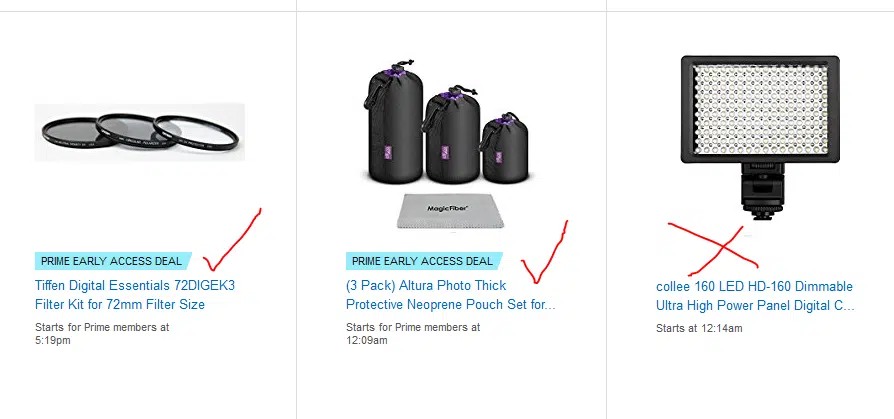 MagicFiber
PRIME EARLY ACCESS DEAL
Tiffen Digital Essentials 72DIGEK3
Filter Kit for 72mm Filter Size
Starts for Prime members at
5:19pm
PRIME EARLY ACCESS DEAL
(3 Pack) Altura Photo Thick
Protective Neoprene Pouch Set for...
Starts for Prime members at
12:09am
collee 160 LED HD-160 Dimmable
Ultra High Power Panel Digital C...
Starts at 12:14am